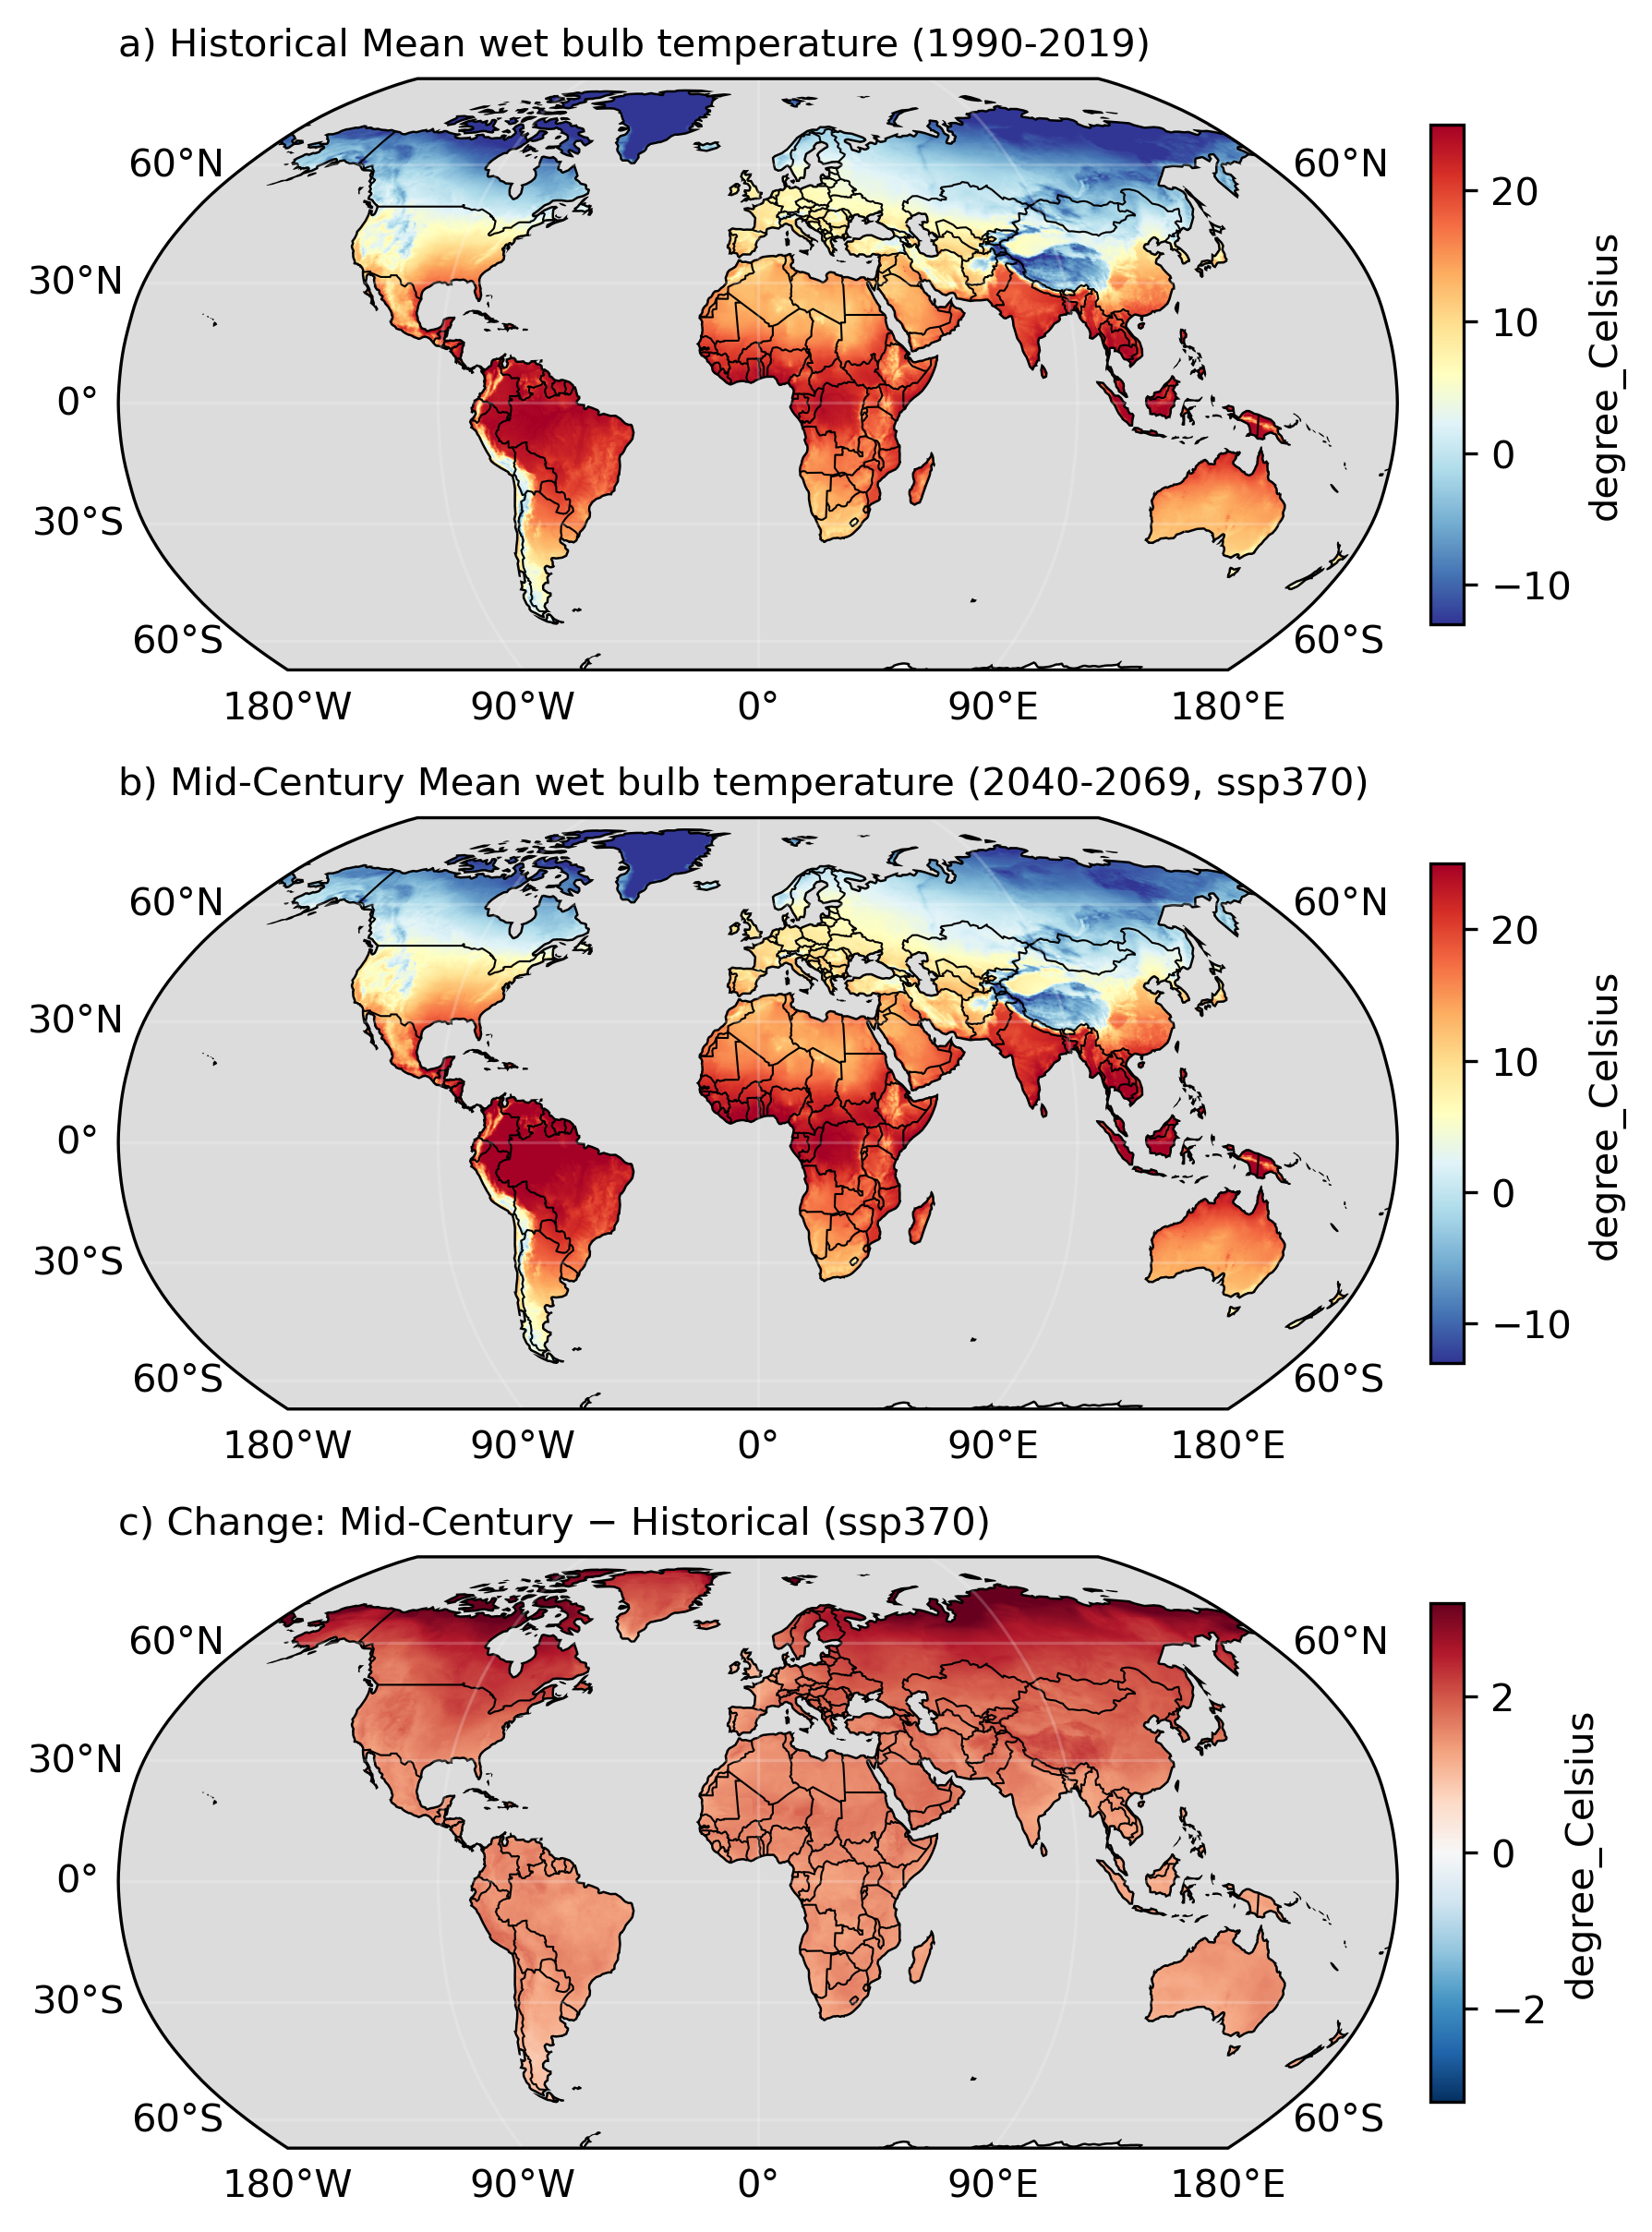 a) Historical Mean wet bulb temperature (1990-2019)
60°N 60°N
30°N
0°
30°S
60°S 60°S
180°W 90°W 0° 90°E 180°E
20
10
0
−10
degree_Celsius
b) Mid-Century Mean wet bulb temperature (2040-2069, ssp370)
60°N 60°N
30°N
0°
30°S
60°S 60°S
180°W 90°W 0° 90°E 180°E
20
10
0
−10
degree_Celsius
c) Change: Mid-Century − Historical (ssp370)
60°N 60°N
30°N
0°
30°S
60°S 60°S
180°W 90°W 0° 90°E 180°E
2
0
−2
degree_Celsius